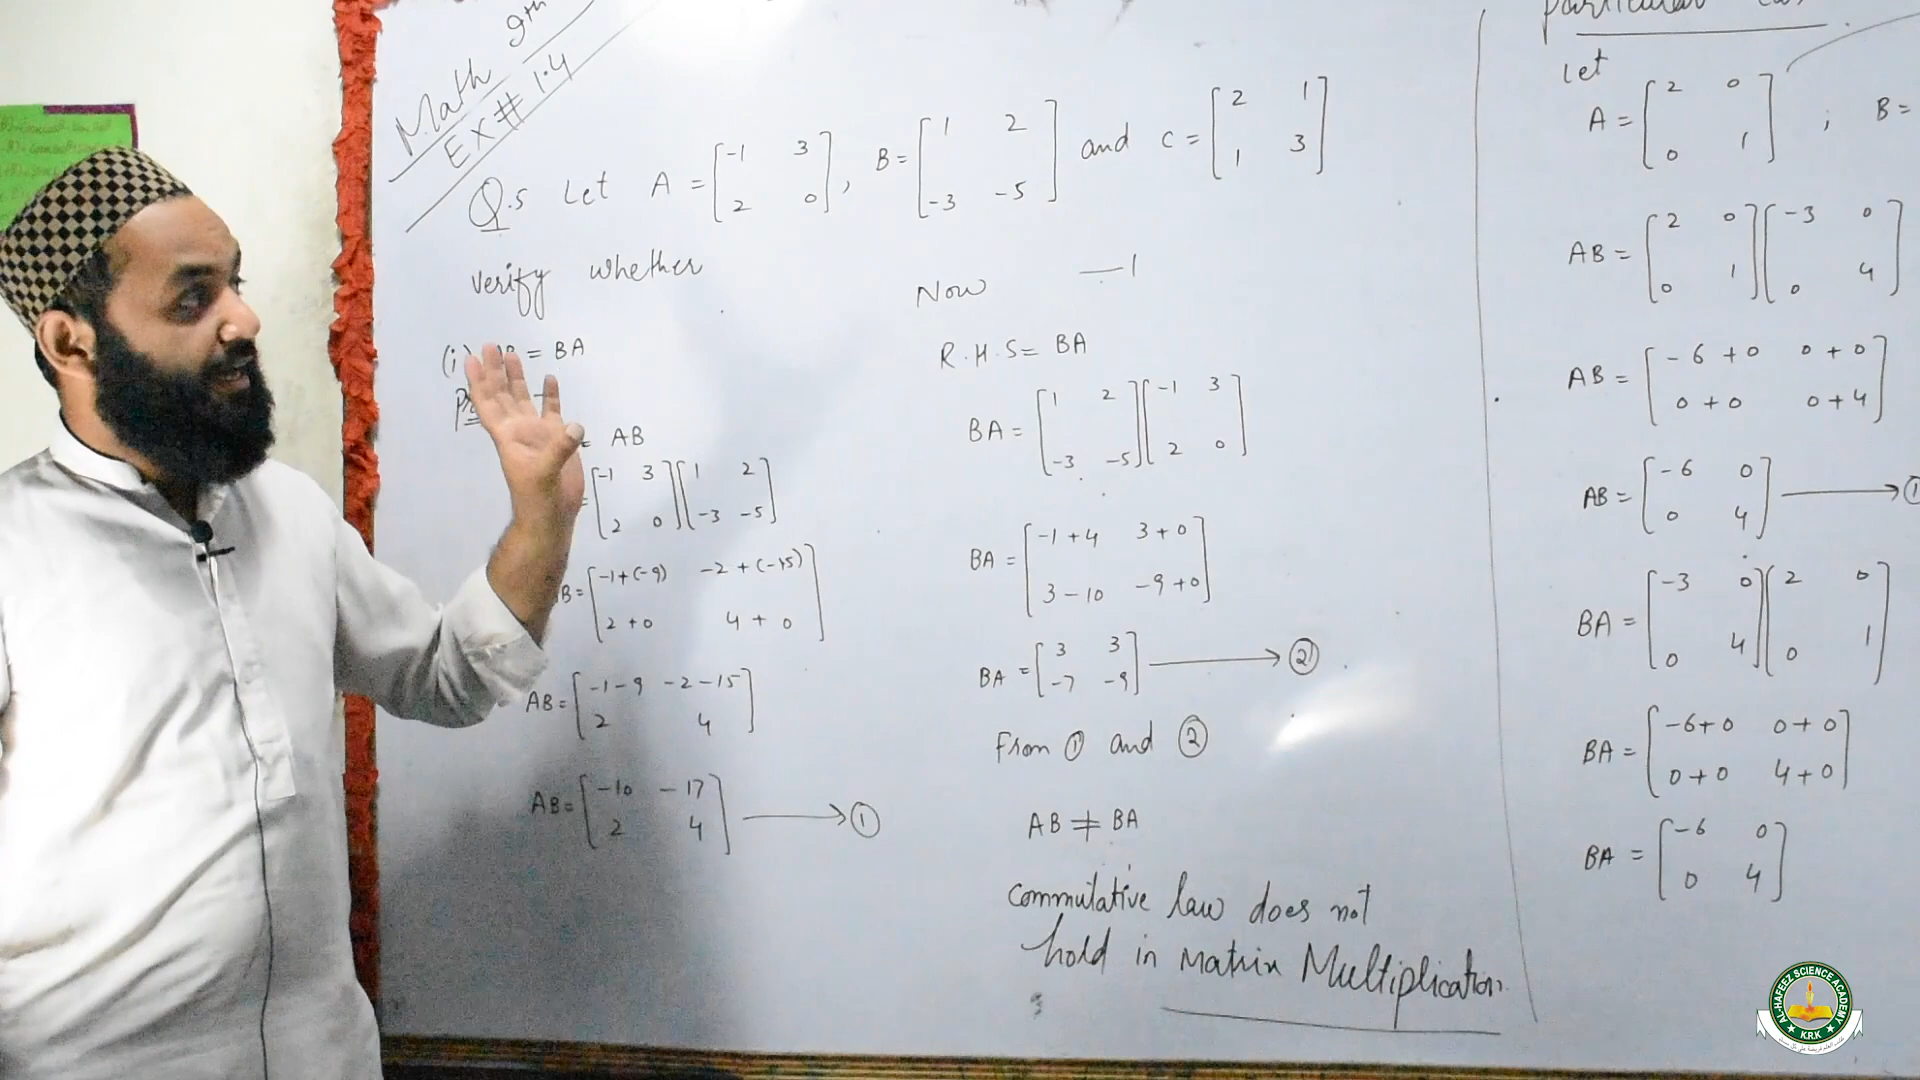 Math 9th
EX# 1.4
Q.5 Let A = [-1 3 2 0], B = [1 2 -3 -5] and C = [2 1 1 3]
verify whether
(i) = BA
= AB
= [-1 3 2 0][1 2 -3 -5]
B = [-1+(-9) -2+(-15) 2+0 4+0]
AB = [-1-9 -2-15 2 4]
AB = [-10 -17 2 4] → ①
Now —1
R.H.S = BA
BA = [1 2 -3 -5][-1 3 2 0]
BA = [-1+4 3+0 3-10 -9+0]
BA = [3 3 -7 -9] → ②
From ① and ②
AB ≠ BA
commutative law does not
hold in Matrix Multiplication.
particular
Let
A = [2 0 0 1] ; B =
AB = [2 0 0 1][-3 0 0 4]
AB = [-6+0 0+0 0+0 0+4]
AB = [-6 0 0 4] → ①
BA = [-3 0 0 4][2 0 0 1]
BA = [-6+0 0+0 0+0 4+0]
BA = [-6 0 0 4]
AL-HAFEEZ SCIENCE ACADEMY
K.R.K